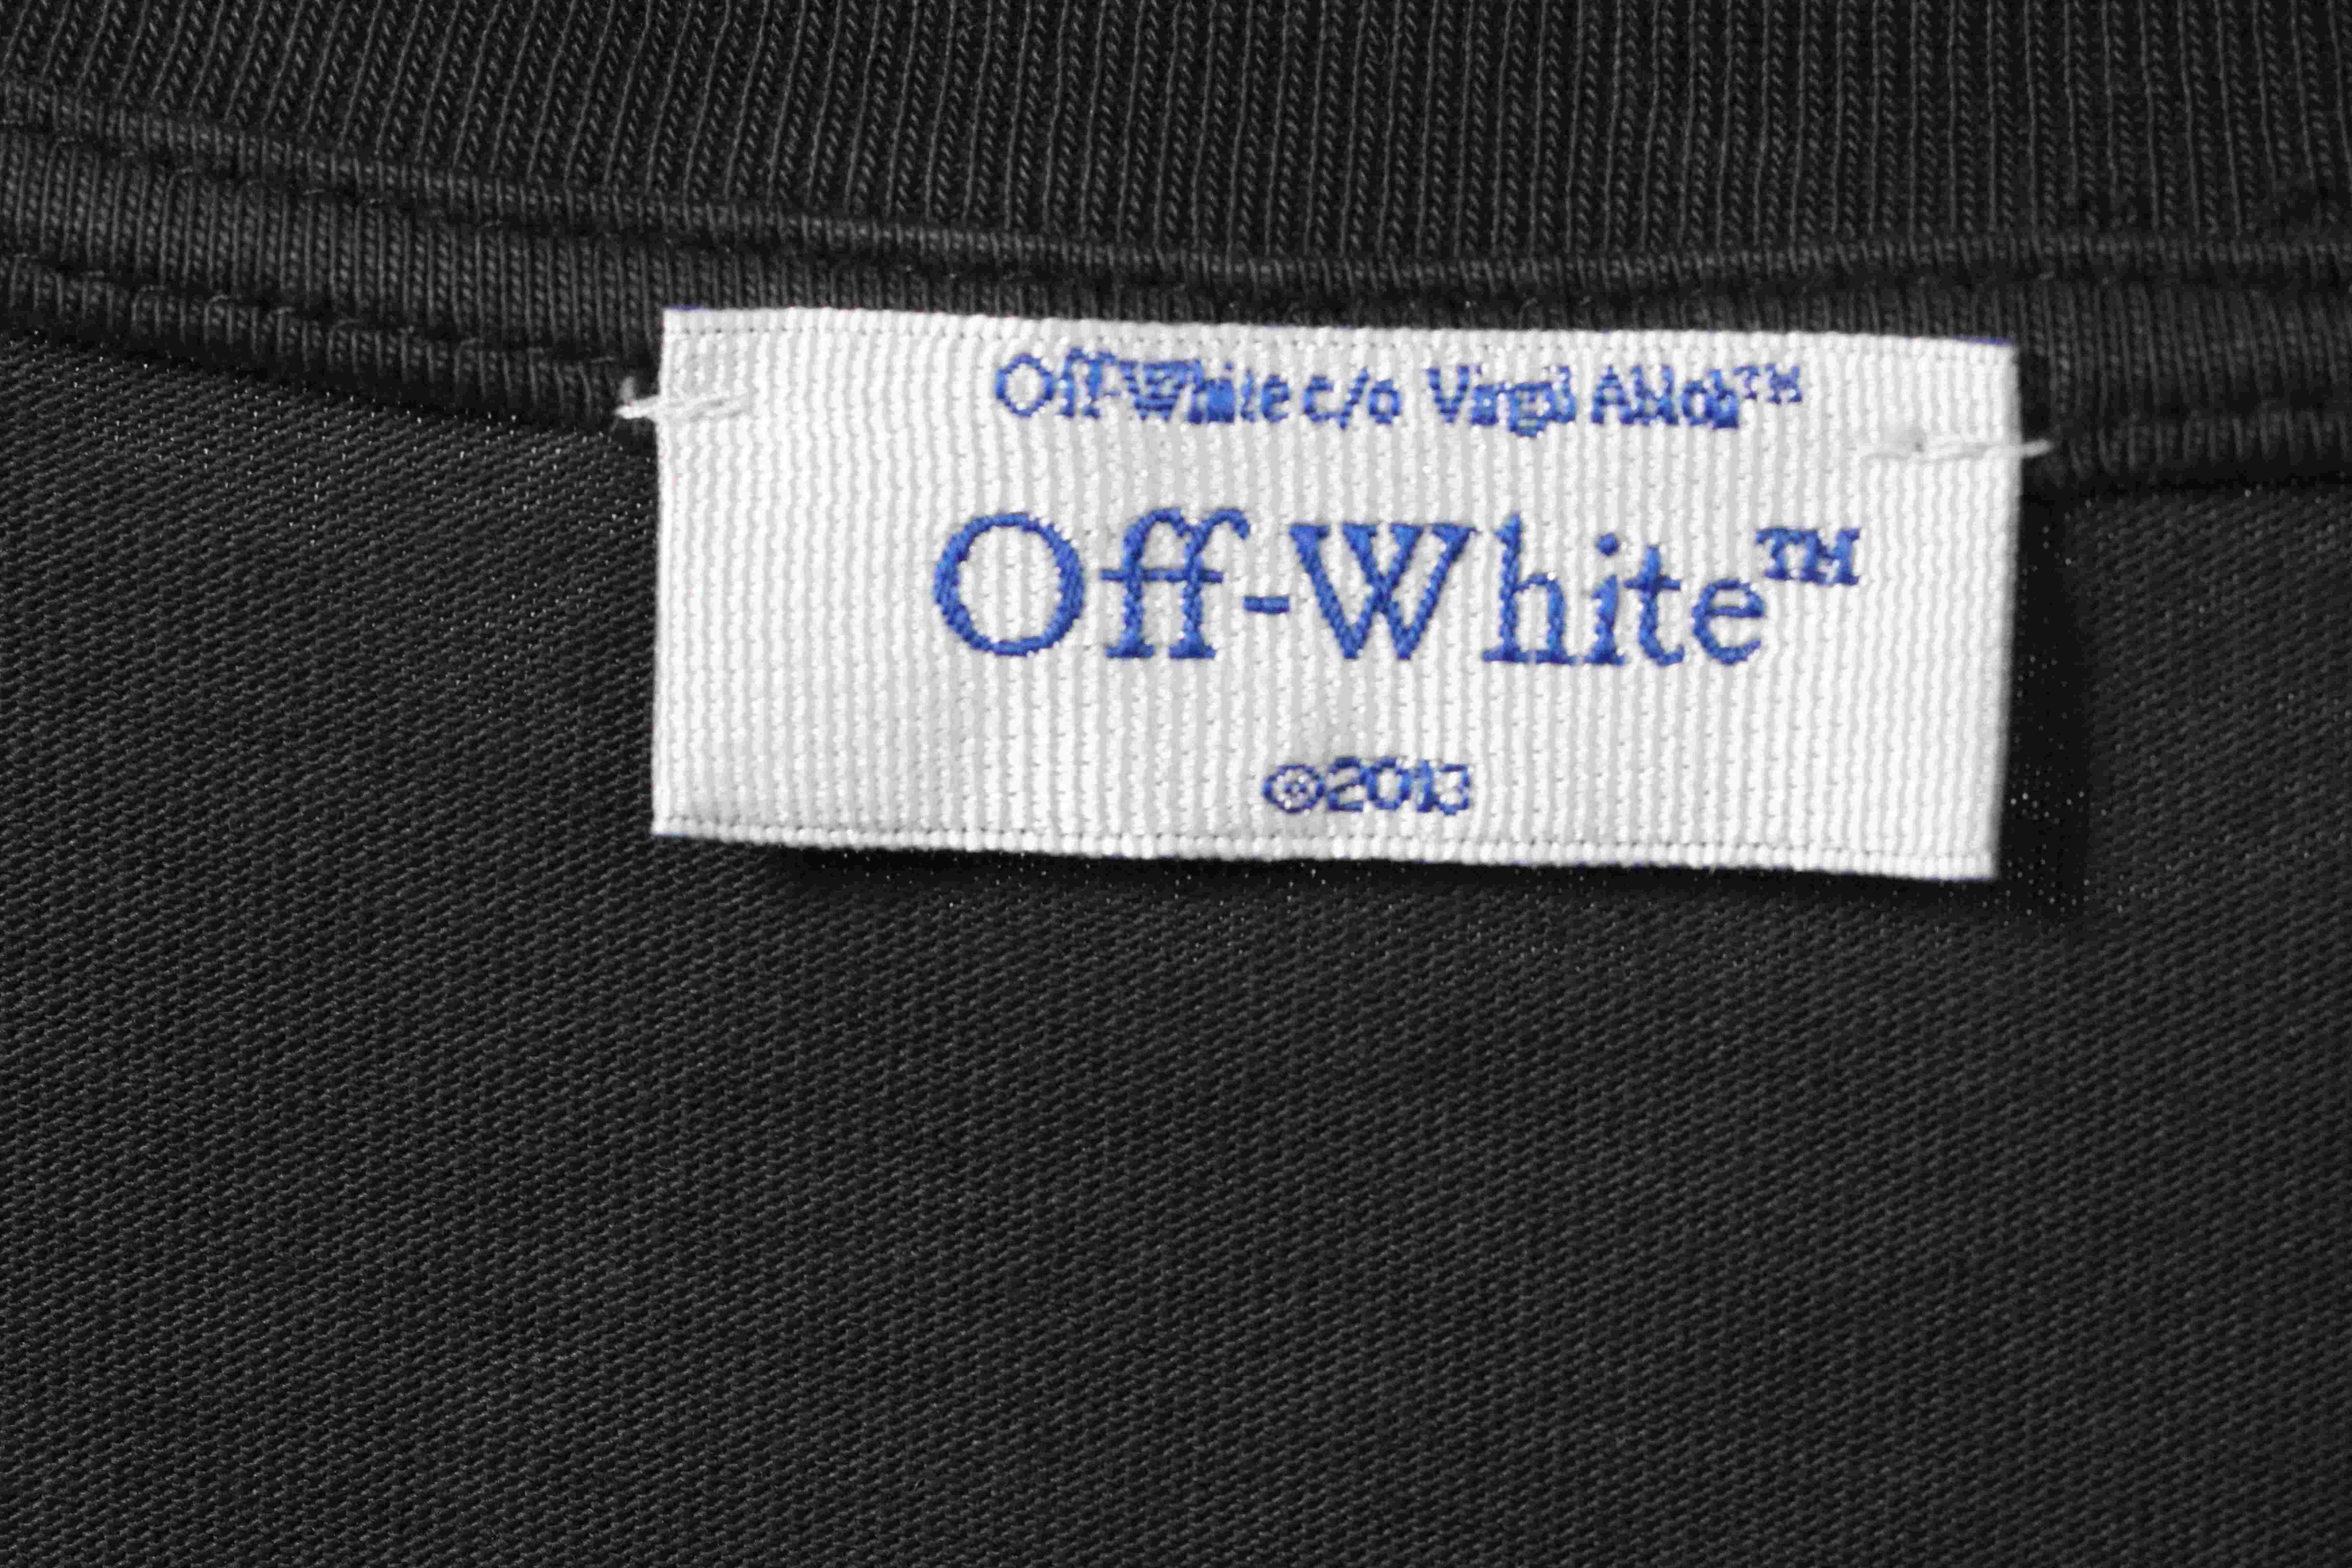 Off-White c/o Virgil Abloh™
Off-White™
©2013